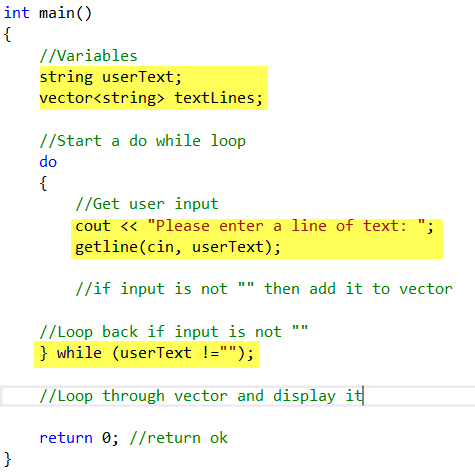 int main()
{
    //Variables
    string userText;
    vector<string> textLines;

    //Start a do while loop
    do
    {
        //Get user input
        cout << "Please enter a line of text: ";
        getline(cin, userText);

        //if input is not "" then add it to vector

    //Loop back if input is not ""
    } while (userText !="");

    //Loop through vector and display it

    return 0; //return ok
}